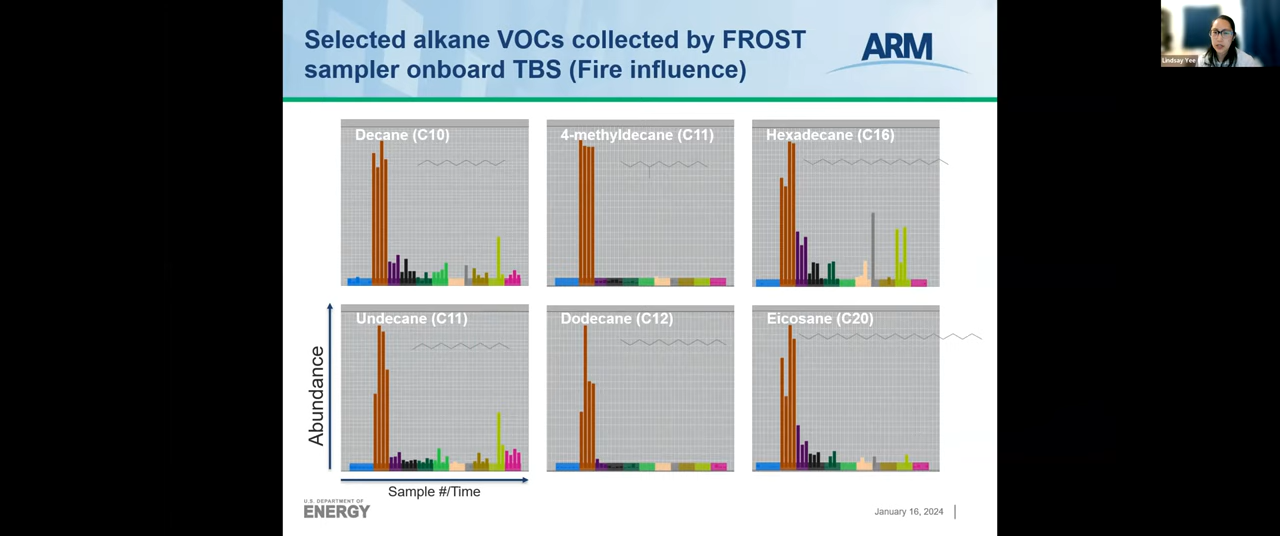 Selected alkane VOCs collected by FROST
sampler onboard TBS (Fire influence)
ARM
Lindsay Yee
Decane (C10)
4-methyldecane (C11)
Hexadecane (C16)
Undecane (C11)
Dodecane (C12)
Eicosane (C20)
Abundance
Sample #/Time
U.S. DEPARTMENT OF
ENERGY
January 16, 2024